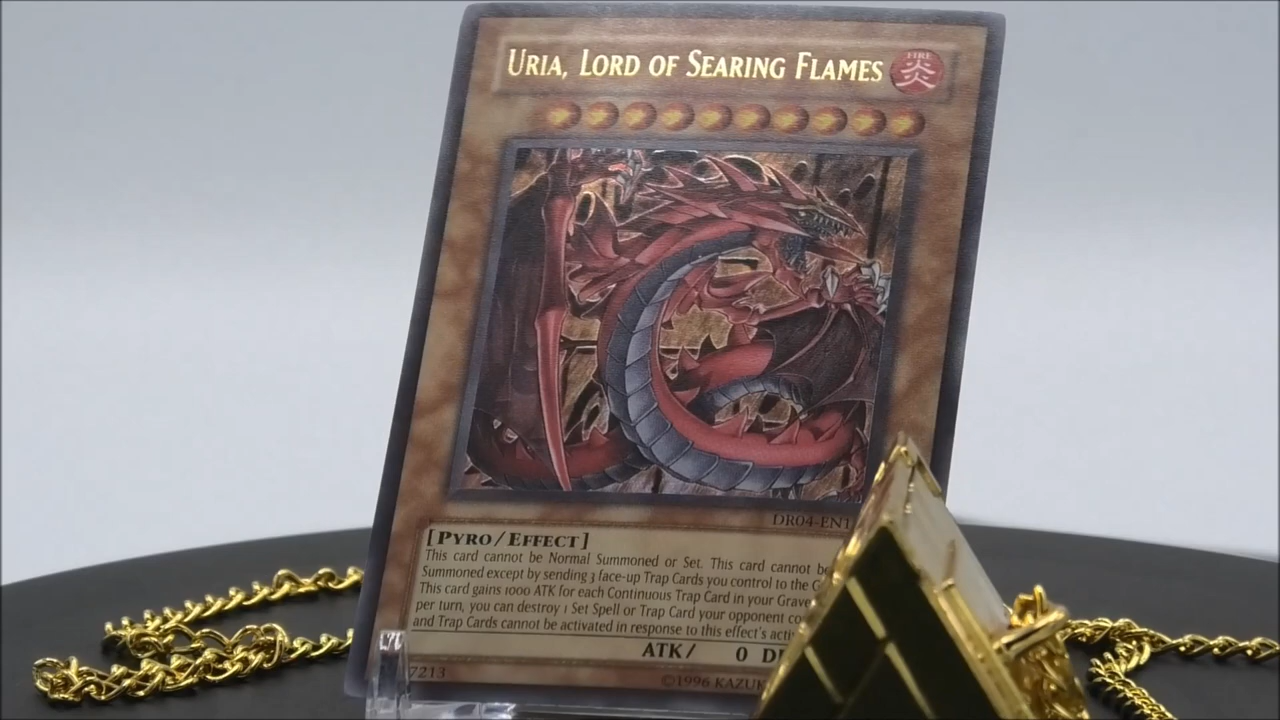 URIA, LORD OF SEARING FLAMES
FIRE
炎
DR04-EN1
[PYRO/EFFECT]
This card cannot be Normal Summoned or Set. This card cannot be
Summoned except by sending 3 face-up Trap Cards you control to the G
This card gains 1000 ATK for each Continuous Trap Card in your Grave
per turn, you can destroy 1 Set Spell or Trap Card your opponent co
and Trap Cards cannot be activated in response to this effect's acti
ATK/ 0 DE
7213
©1996 KAZUK